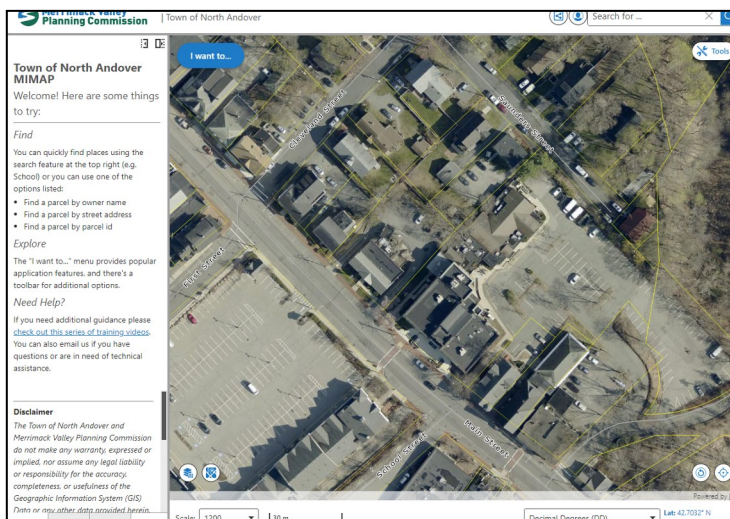 Merrimack Valley
Planning Commission
| Town of North Andover
Search for ...
Town of North Andover
MIMAP
Welcome! Here are some things
to try:
Find
You can quickly find places using the
search feature at the top right (e.g.
School) or you can use one of the
options listed:
• Find a parcel by owner name
• Find a parcel by street address
• Find a parcel by parcel id
Explore
The "I want to..." menu provides popular
application features, and there's a
toolbar for additional options.
Need Help?
If you need additional guidance please
check out this series of training videos.
You can also email us if you have
questions or are in need of technical
assistance.
Disclaimer
The Town of North Andover and
Merrimack Valley Planning Commission
do not make any warranty, expressed or
implied, nor assume any legal liability
or responsibility for the accuracy,
completeness, or usefulness of the
Geographic Information System (GIS)
Data or any other data provided herein.
I want to...
Tools
Cleveland Street
Saunders Street
First Street
School Street
Main Street
Powered by
Scale: 1200
30 m
Decimal Degrees (DD)
Lat: 42.7032° N